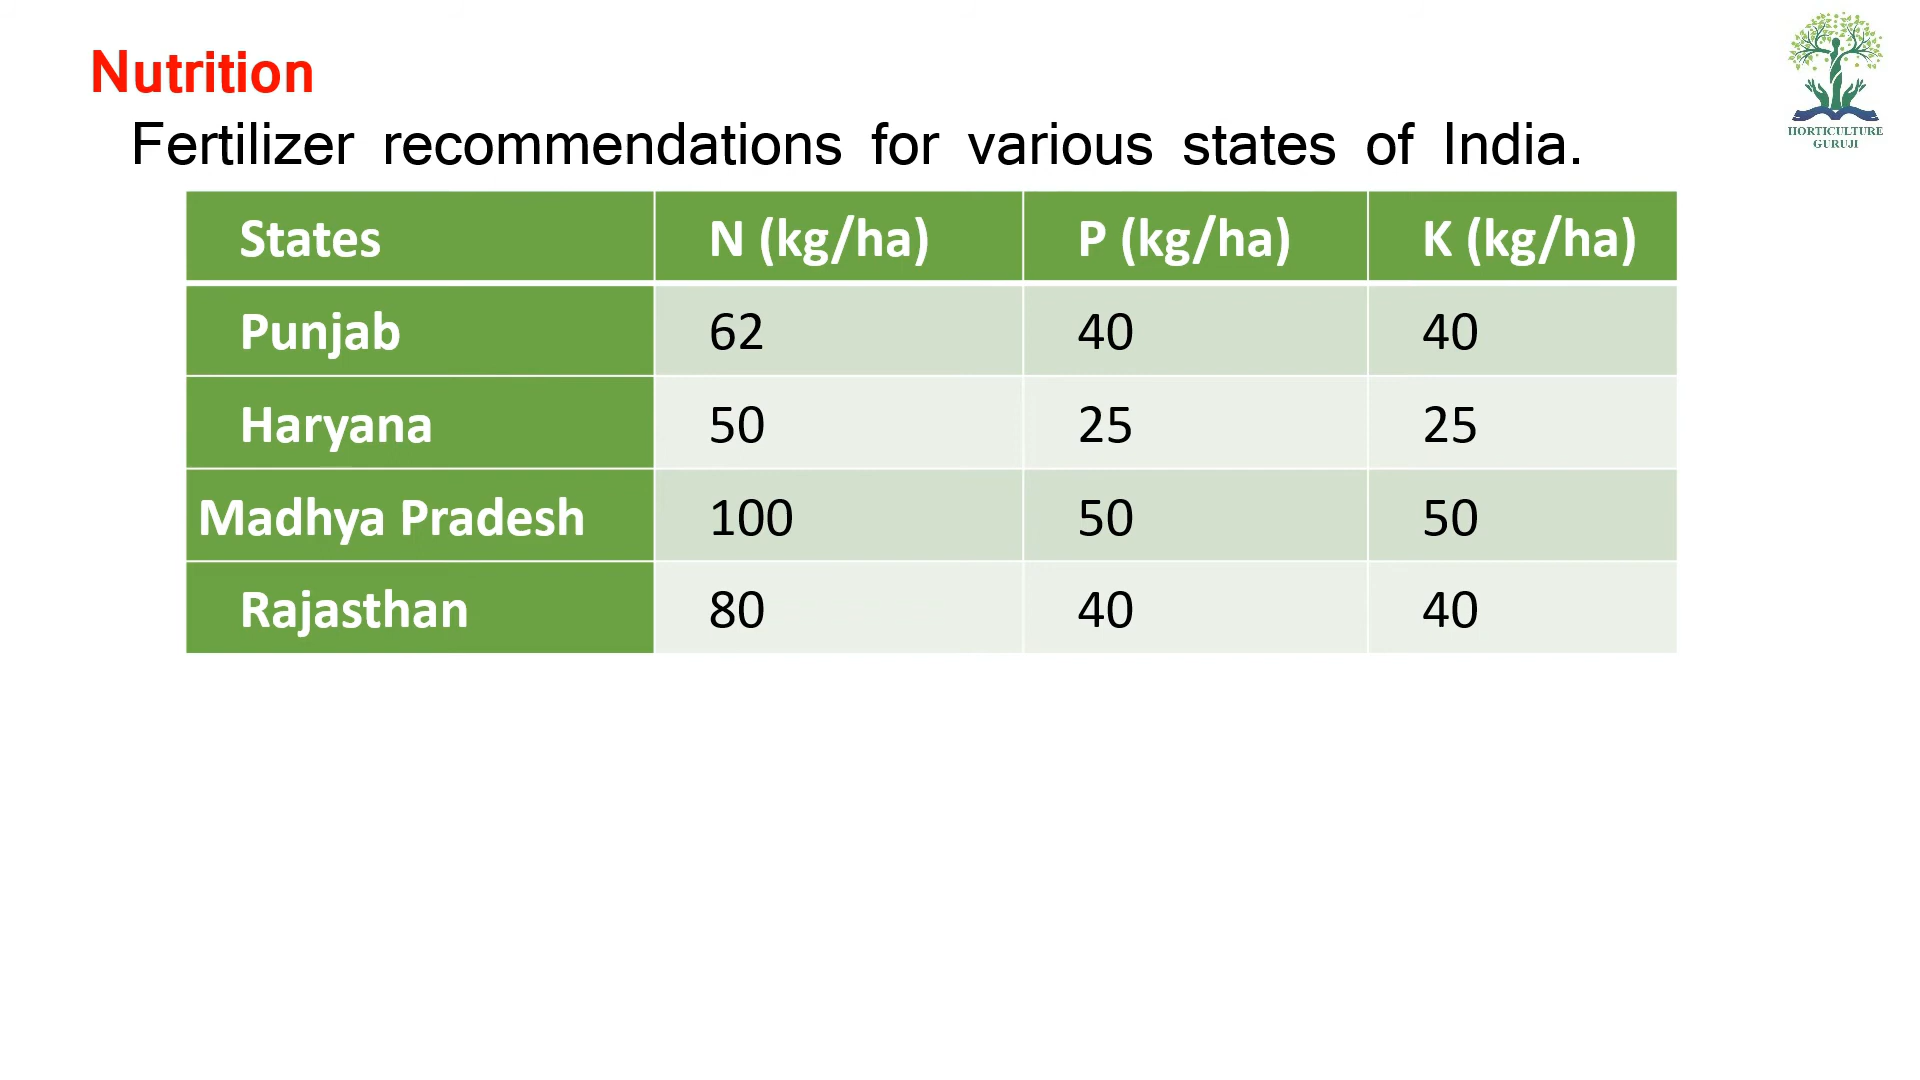 Nutrition
HORTICULTURE
GURUJI
Fertilizer recommendations for various states of India.
States N (kg/ha) P (kg/ha) K (kg/ha)
Punjab 62 40 40
Haryana 50 25 25
Madhya Pradesh 100 50 50
Rajasthan 80 40 40